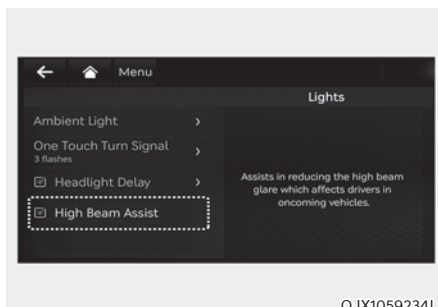 Menu
Lights
Ambient Light
One Touch Turn Signal
3 flashes
Headlight Delay
High Beam Assist
Assists in reducing the high beam
glare which affects drivers in
oncoming vehicles.
OJX1059234L